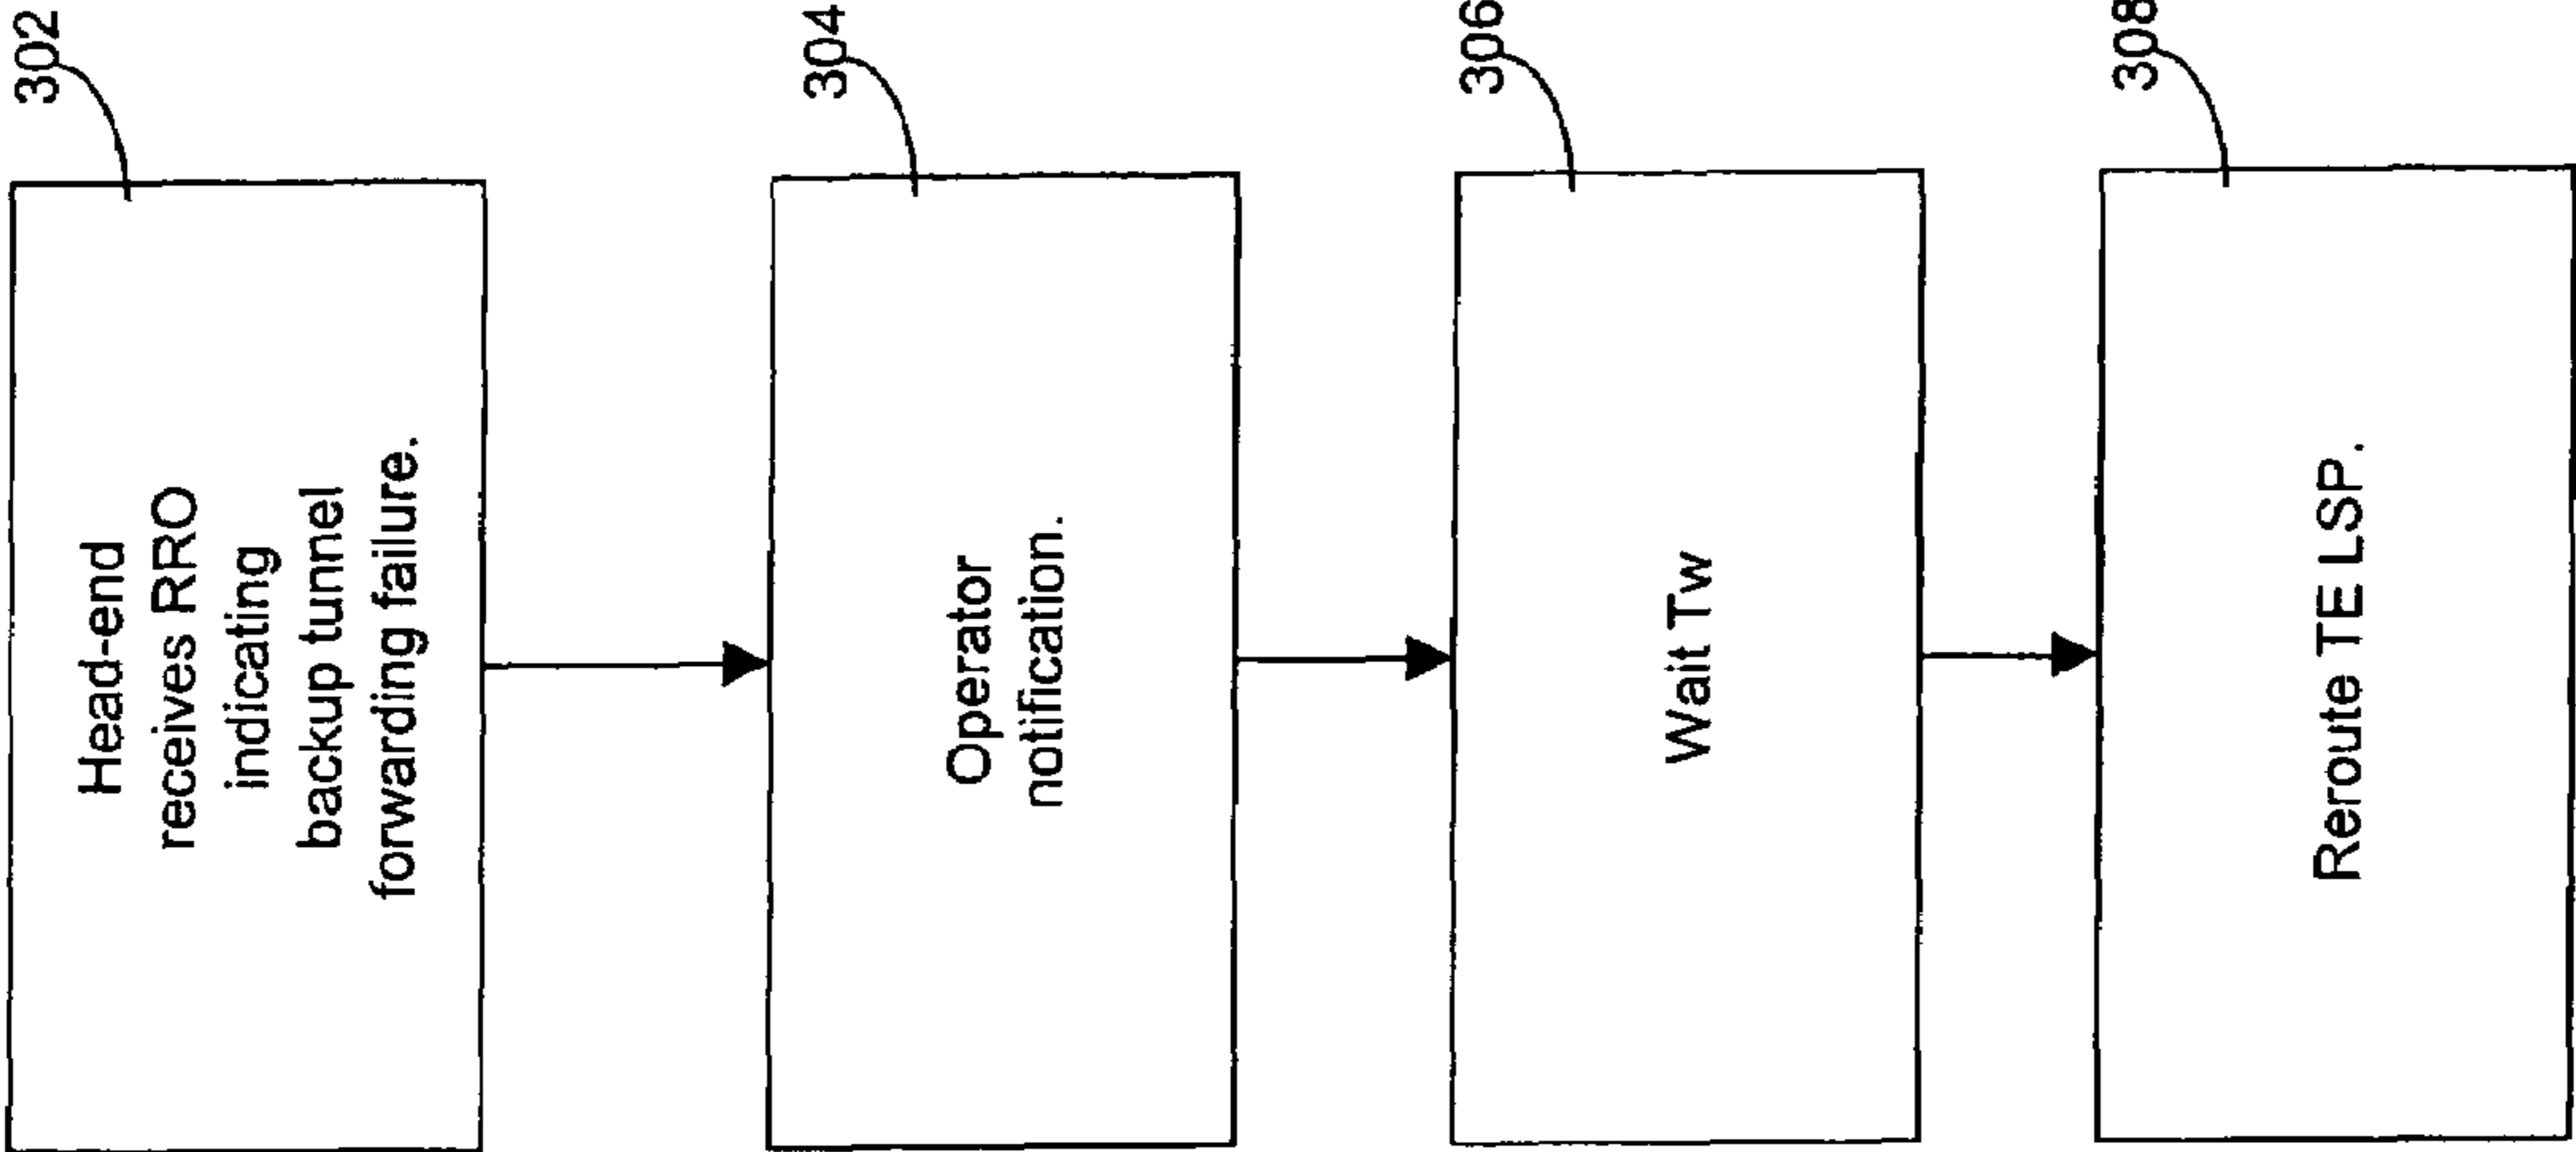 302
Head-end
receives RRO
indicating
backup tunnel
forwarding failure.
304
Operator
notification.
306
Wait Tw
308
Reroute TE LSP.